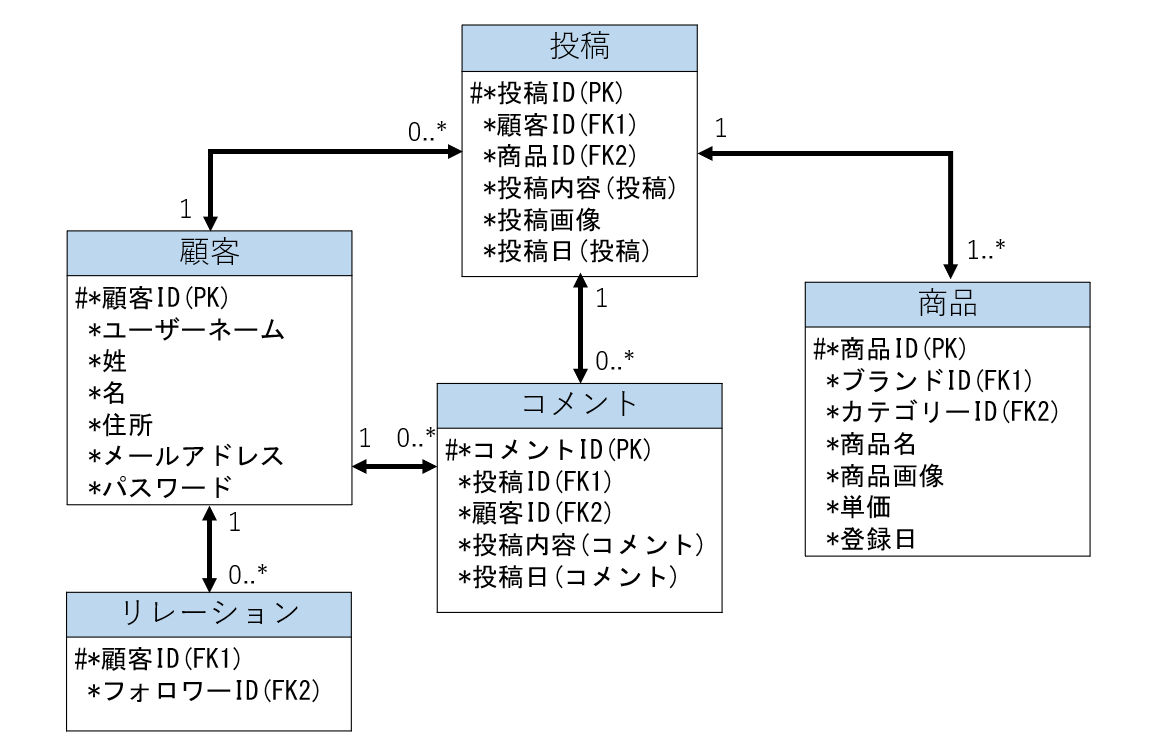 投稿
#*投稿ID(PK)
*顧客ID(FK1)
*商品ID(FK2)
*投稿内容(投稿)
*投稿画像
*投稿日(投稿)
0..*
1
1
1..*
顧客
#*顧客ID(PK)
*ユーザーネーム
*姓
*名
*住所
*メールアドレス
*パスワード
1
0..*
商品
#*商品ID(PK)
*ブランドID(FK1)
*カテゴリーID(FK2)
*商品名
*商品画像
*単価
*登録日
1 0..*
コメント
#*コメントID(PK)
*投稿ID(FK1)
*顧客ID(FK2)
*投稿内容(コメント)
*投稿日(コメント)
1
0..*
リレーション
#*顧客ID(FK1)
*フォロワーID(FK2)